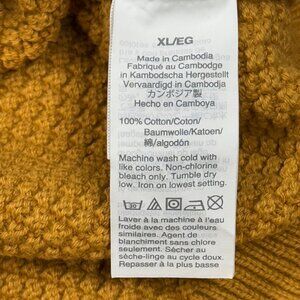 XL/EG
Made in Cambodia
Fabriqué au Cambodge
in Kambodscha Hergestellt
Vervaardigd in Cambodja
カンボジア製
Hecho en Camboya
100% Cotton/Coton/
Baumwolle/Katoen/
綿/algodón
Machine wash cold with
like colors. Non-chlorine
bleach only. Tumble dry
low. Iron on lowest setting.
Laver à la machine à l'eau
froide avec des couleurs
similaires. Agent de
blanchiment sans chlore
seulement. Sécher au
sèche-linge au cycle doux.
Repasser à la plus basse